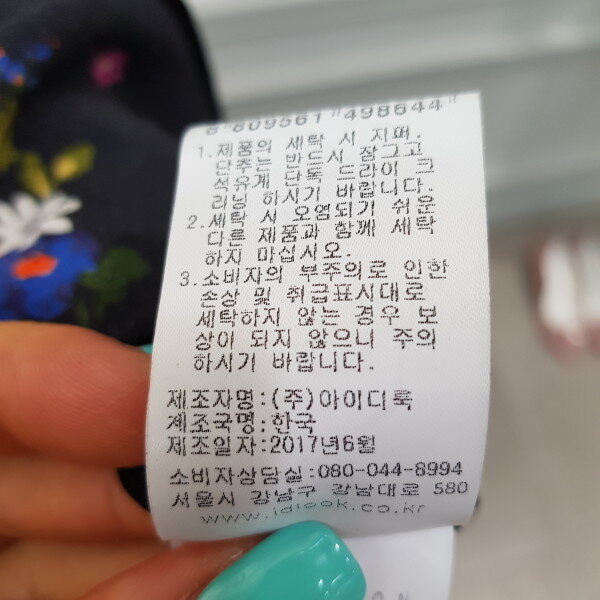 8 809561 498644
1.제품의 세탁 시 지퍼,
단추는 반드시 잠그고
석유계 단독 드라이 크
리닝 하시기 바랍니다.
2.세탁 시 오염되기 쉬운
다른 제품과 함께 세탁
하지 마십시오.
3.소비자의 부주의로 인한
손상 및 취급표시대로
세탁하지 않는 경우 보
상이 되지 않으니 주의
하시기 바랍니다.
제조자명:(주)아이디룩
제조국명:한국
제조일자:2017년6월
소비자상담실:080-044-8994
서울시 강남구 강남대로 580
www.idlook.co.kr